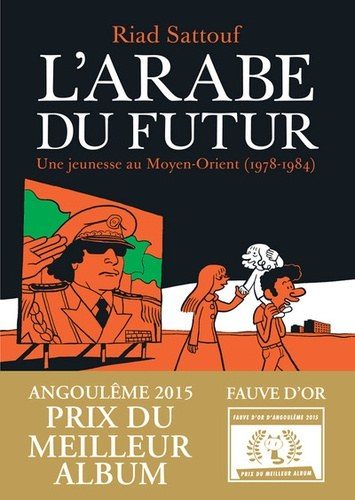 Riad Sattouf
L'ARABE
DU FUTUR
Une jeunesse au Moyen-Orient (1978-1984)
ANGOULÊME 2015
PRIX DU
MEILLEUR
ALBUM
FAUVE D'OR
FAUVE D'OR D'ANGOULÊME 2015
PRIX DU MEILLEUR ALBUM